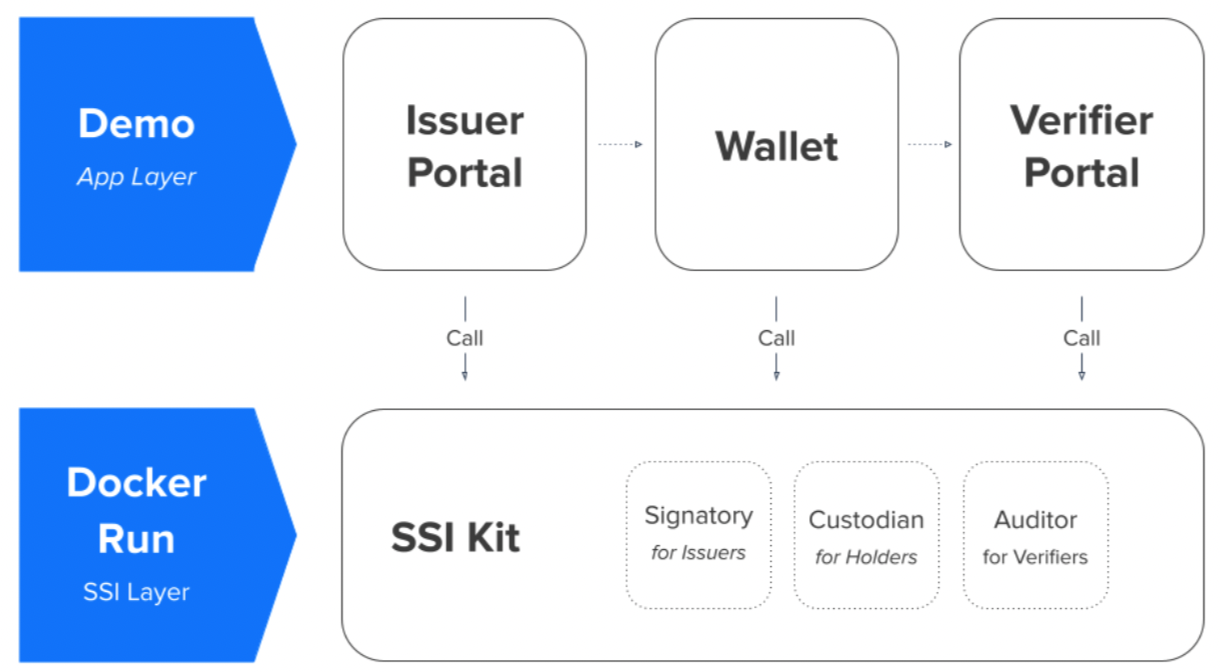 Demo
App Layer
Issuer
Portal
Wallet
Verifier
Portal
Call
Call
Call
Docker
Run
SSI Layer
SSI Kit
Signatory
for Issuers
Custodian
for Holders
Auditor
for Verifiers